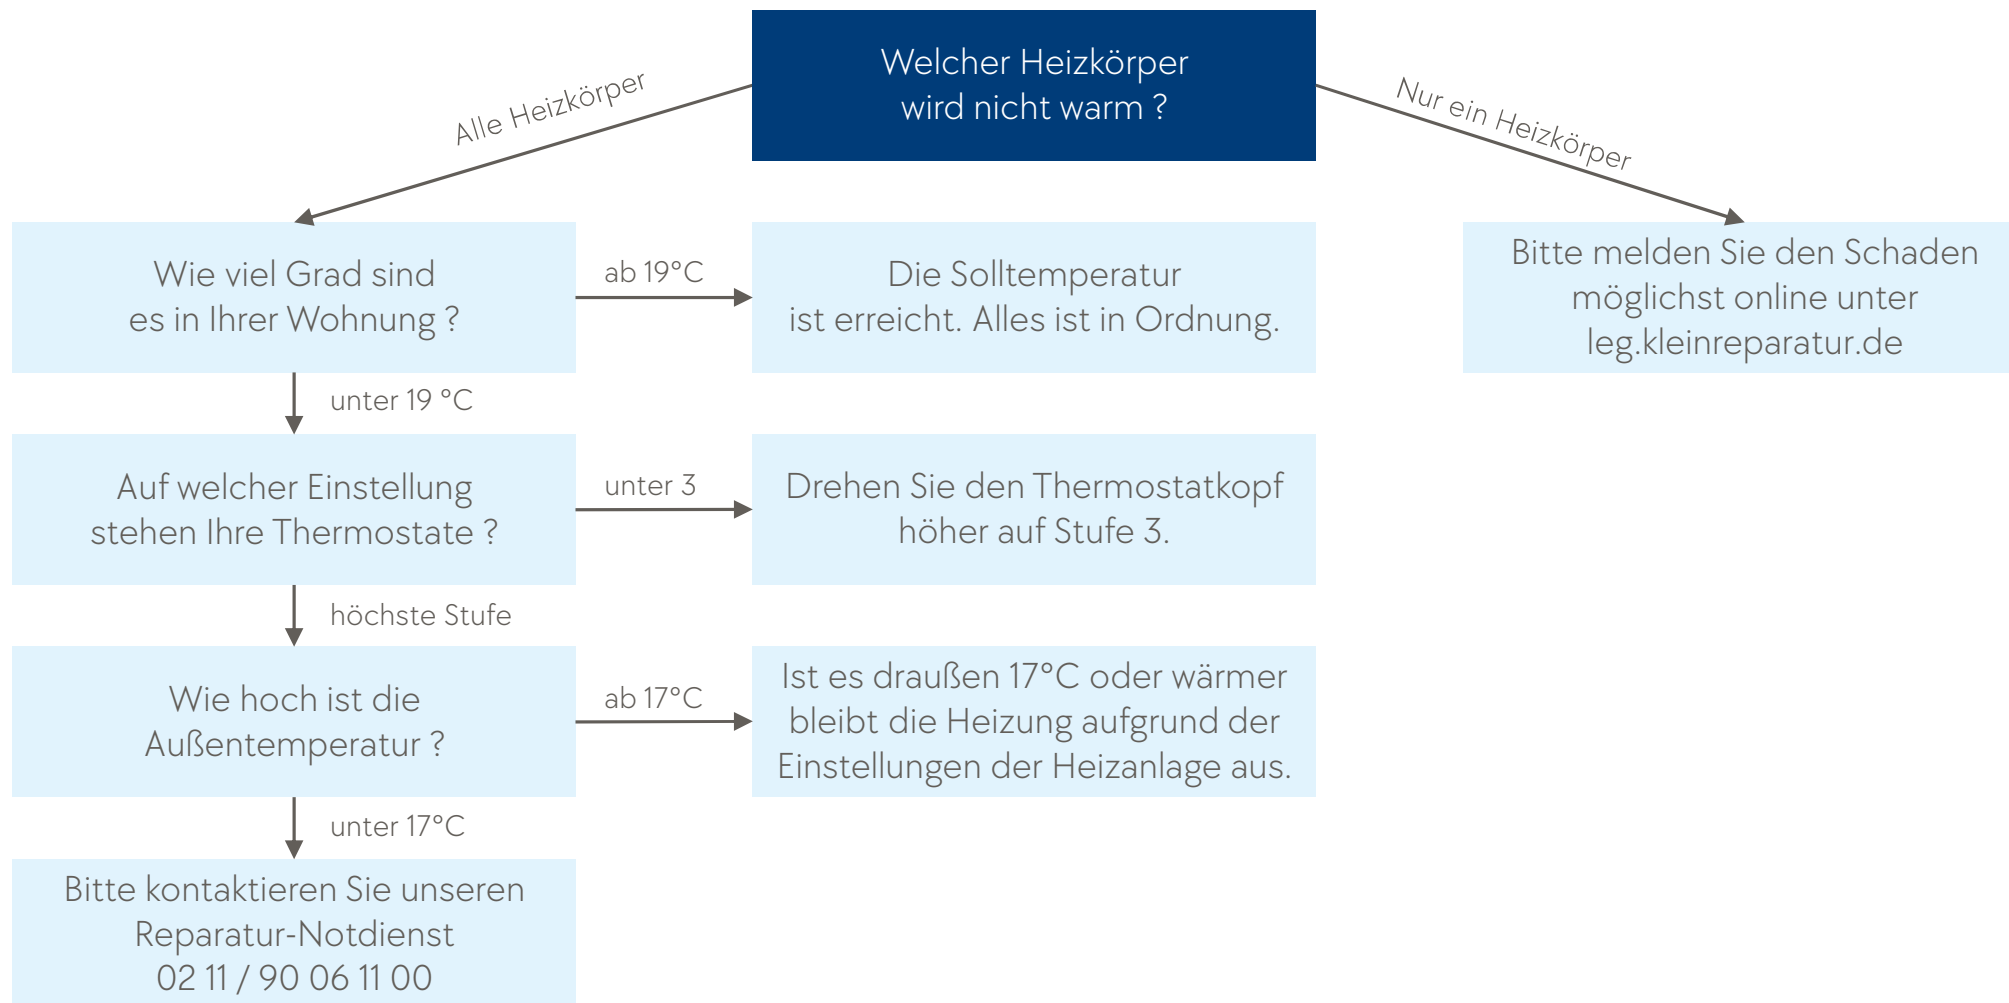 Welcher Heizkörper
wird nicht warm ?
Alle Heizkörper
Nur ein Heizkörper
Wie viel Grad sind
es in Ihrer Wohnung ?
ab 19°C
Die Solltemperatur
ist erreicht. Alles ist in Ordnung.
Bitte melden Sie den Schaden
möglichst online unter
leg.kleinreparatur.de
unter 19 °C
Auf welcher Einstellung
stehen Ihre Thermostate ?
unter 3
Drehen Sie den Thermostatkopf
höher auf Stufe 3.
höchste Stufe
Wie hoch ist die
Außentemperatur ?
ab 17°C
Ist es draußen 17°C oder wärmer
bleibt die Heizung aufgrund der
Einstellungen der Heizanlage aus.
unter 17°C
Bitte kontaktieren Sie unseren
Reparatur-Notdienst
02 11 / 90 06 11 00